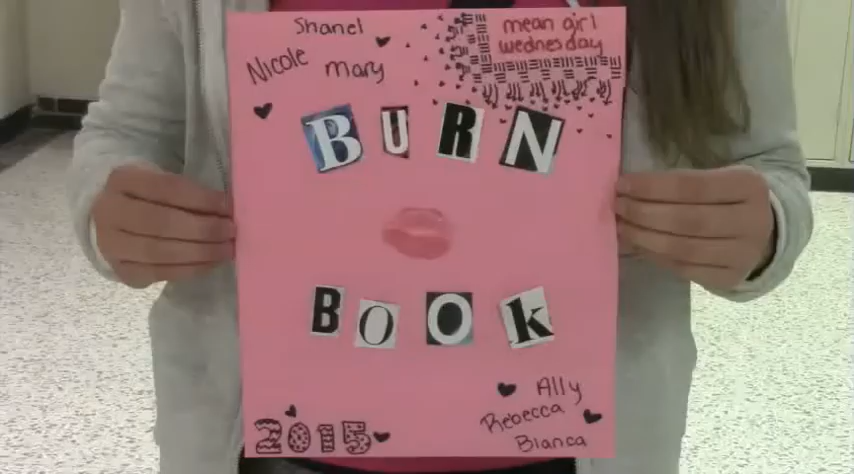 Shanel
Nicole
mary
mean girl
wednesday
BURN
BOOk
Ally
Rebecca
Bianca
2015